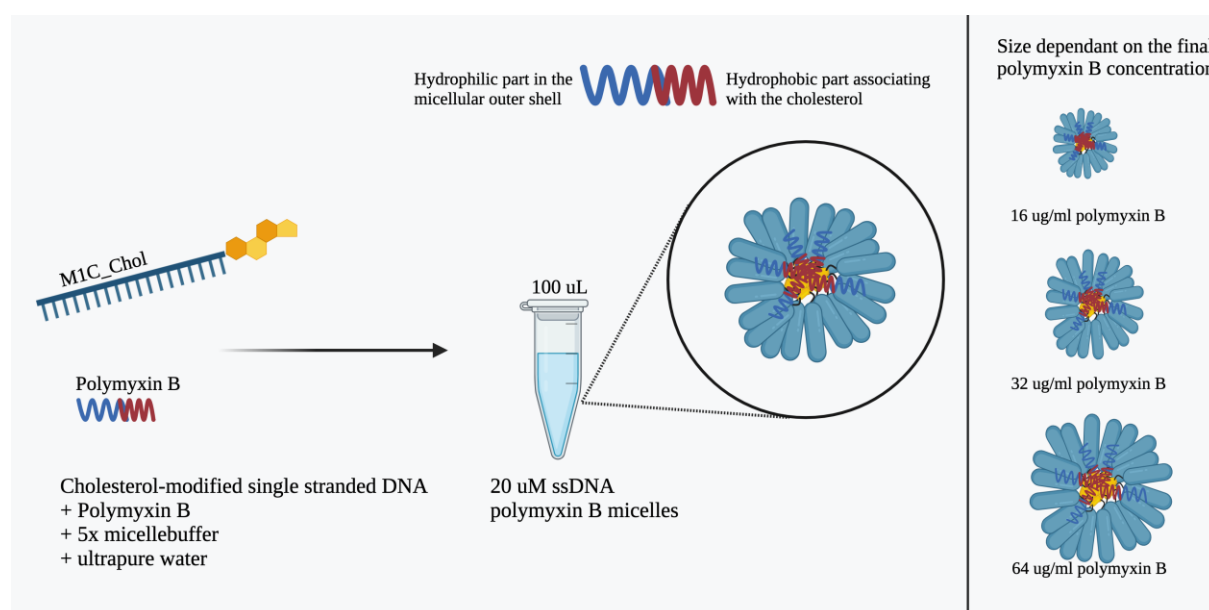 Hydrophilic part in the
micellular outer shell
Hydrophobic part associating
with the cholesterol
M1C_Chol
Polymyxin B
Cholesterol-modified single stranded DNA
+ Polymyxin B
+ 5x micellebuffer
+ ultrapure water
100 uL
20 uM ssDNA
polymyxin B micelles
Size dependant on the final
polymyxin B concentration
16 ug/ml polymyxin B
32 ug/ml polymyxin B
64 ug/ml polymyxin B